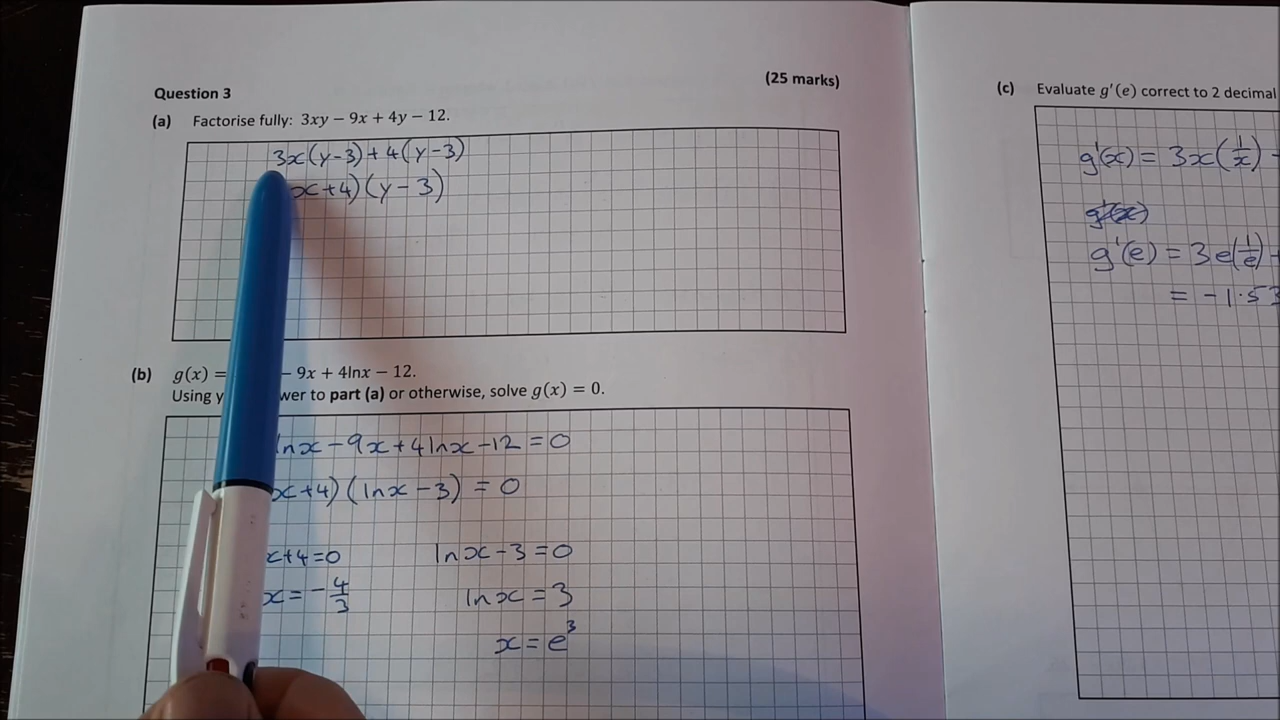 Question 3
(25 marks)
(a) Factorise fully: 3xy − 9x + 4y − 12.
3x(y-3)+4(y-3)
x+4)(y-3)
(b) g(x) = − 9x + 4lnx − 12.
Using y wer to part (a) or otherwise, solve g(x) = 0.
lnx-9x+4lnx-12=0
x+4)(lnx-3)=0
x+4=0 lnx-3=0
x=-4/3 lnx=3
x=e³
(c) Evaluate g′(e) correct to 2 decimal
g'(x) = 3x(1/x)
g'(e) = 3e(1/e)
= -1.53